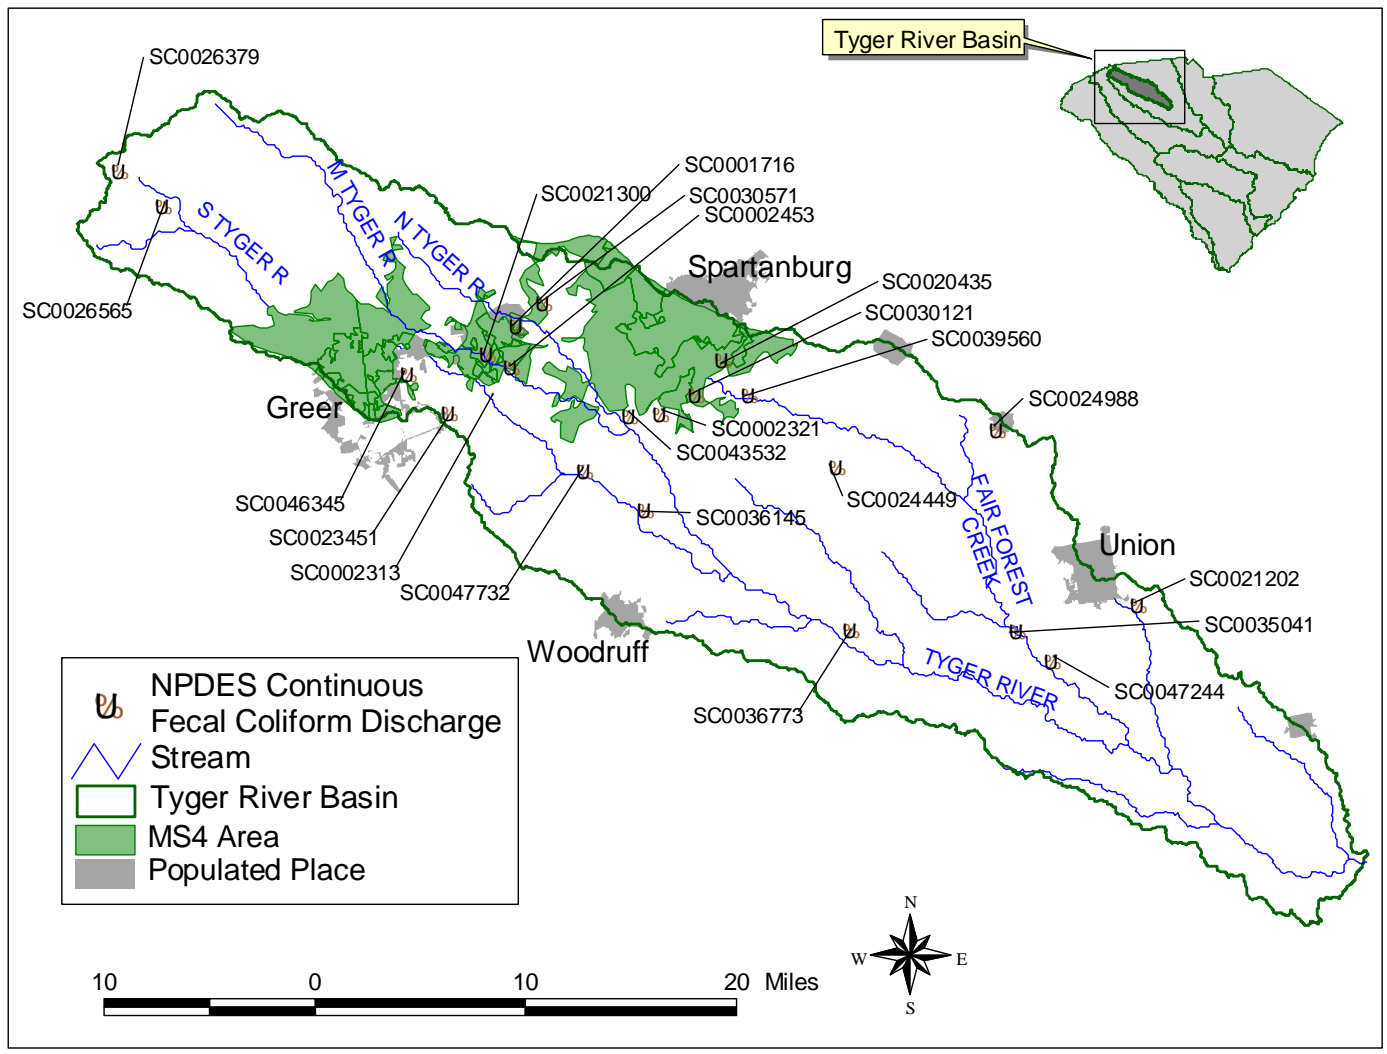 Tyger River Basin
SC0026379
SC0001716
SC0021300
SC0030571
SC0002453
M TYGER R
N TYGER R
S TYGER R
Spartanburg
SC0020435
SC0026565
SC0030121
SC0039560
Greer
SC0024988
SC0002321
SC0043532
SC0046345
SC0024449
SC0036145
SC0023451
FAIR FOREST
CREEK
Union
SC0002313
SC0047732
SC0021202
SC0035041
Woodruff
TYGER RIVER
SC0047244
SC0036773
NPDES Continuous
Fecal Coliform Discharge
Stream
Tyger River Basin
MS4 Area
Populated Place
N
W E
S
10 0 10 20 Miles